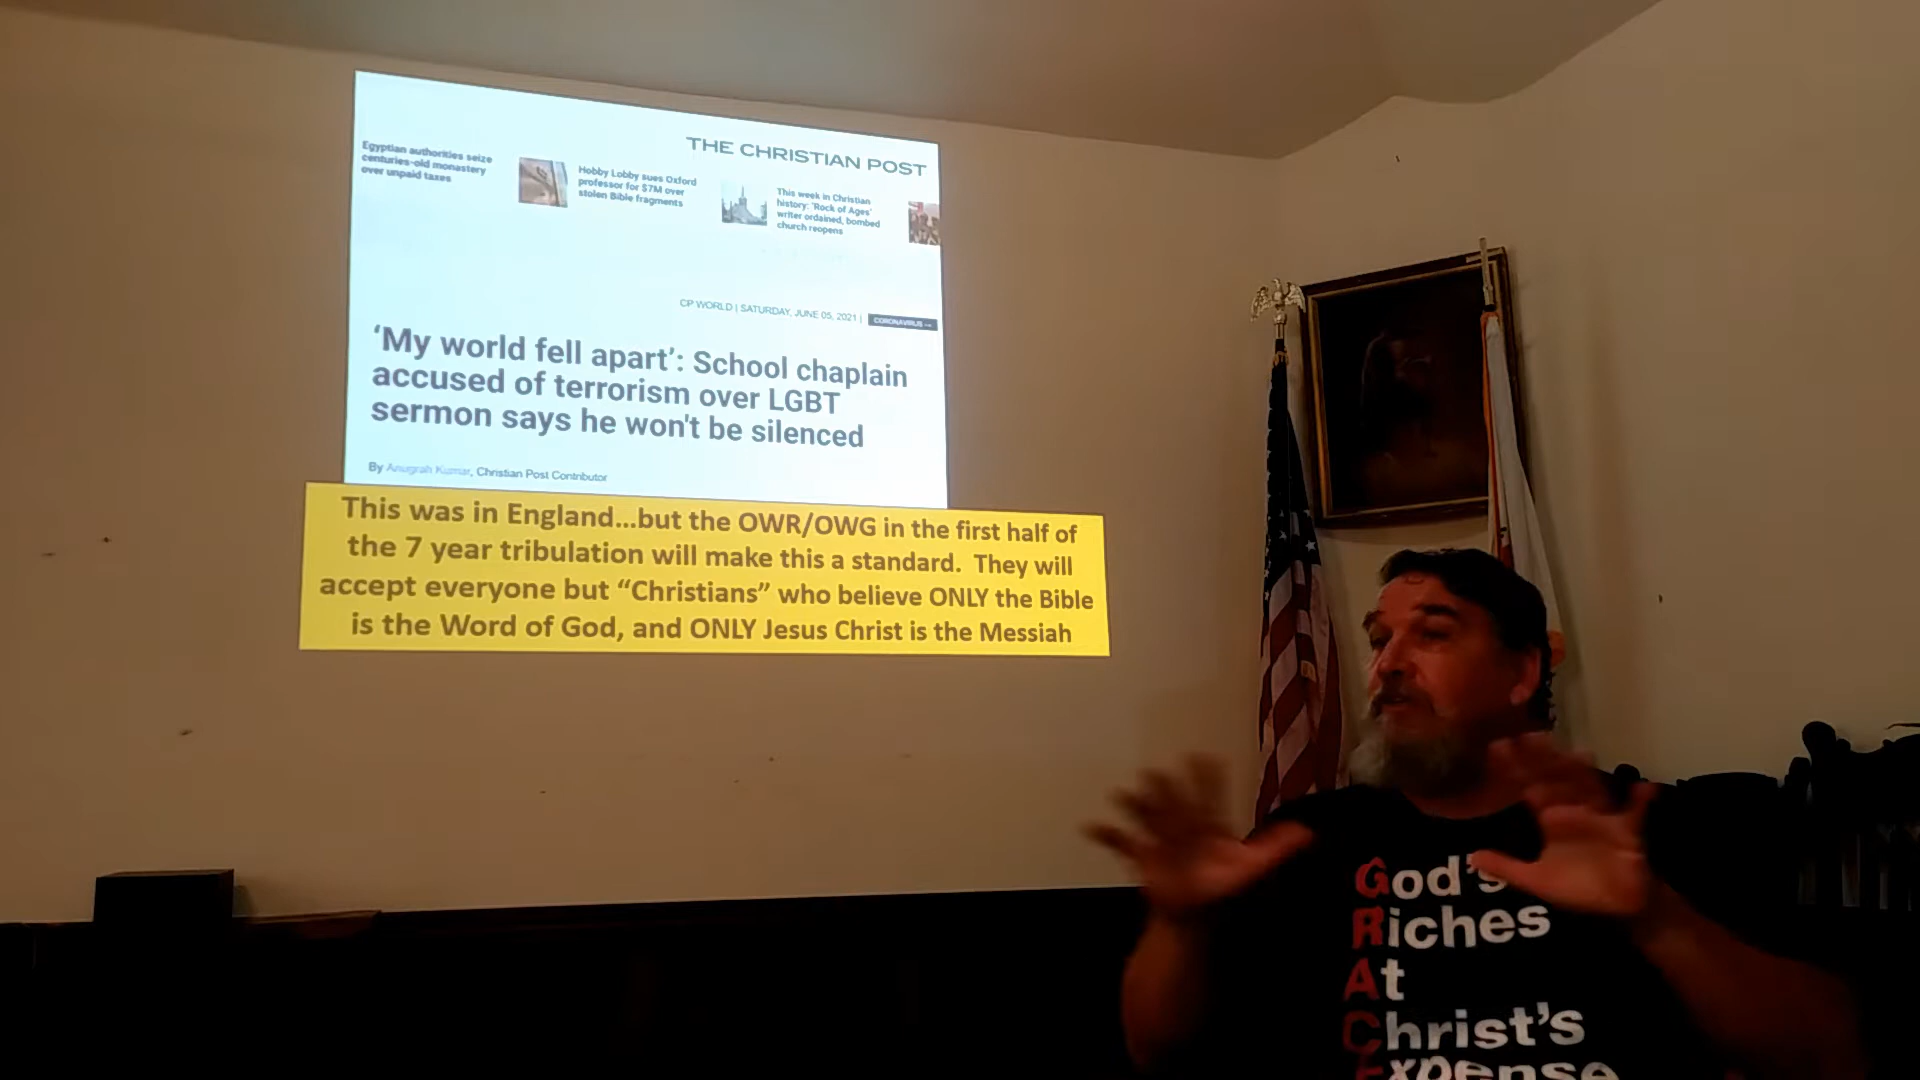 THE CHRISTIAN POST
Egyptian authorities seize
centuries-old monastery
over unpaid taxes
Hobby Lobby sues Oxford
professor for $7M over
stolen Bible fragments
This week in Christian
history: 'Rock of Ages'
writer ordained, bombed
church reopens
CP WORLD | SATURDAY, JUNE 05, 2021 |
CORONAVIRUS
‘My world fell apart’: School chaplain
accused of terrorism over LGBT
sermon says he won't be silenced
By Anugrah Kumar, Christian Post Contributor
This was in England...but the OWR/OWG in the first half of
the 7 year tribulation will make this a standard. They will
accept everyone but “Christians” who believe ONLY the Bible
is the Word of God, and ONLY Jesus Christ is the Messiah
God's
Riches
At
Christ's
Expense